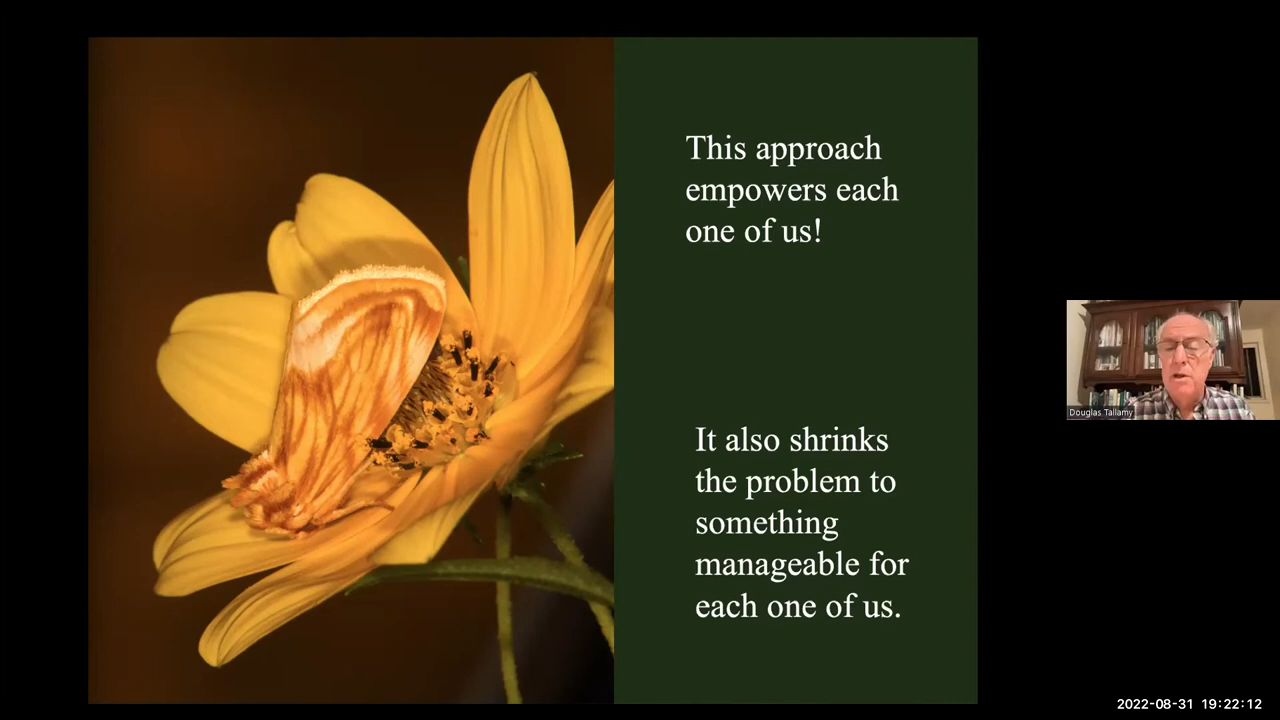 This approach
empowers each
one of us!
It also shrinks
the problem to
something
manageable for
each one of us.
Douglas Tallamy
2022-08-31 19:22:12